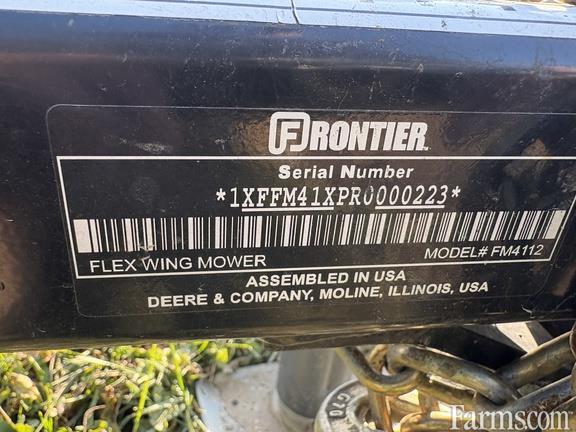 FRONTIER
Serial Number
*1XFFM41XPR0000223*
FLEX WING MOWER
MODEL# FM4112
ASSEMBLED IN USA
DEERE & COMPANY, MOLINE, ILLINOIS, USA
G70
Farms.com